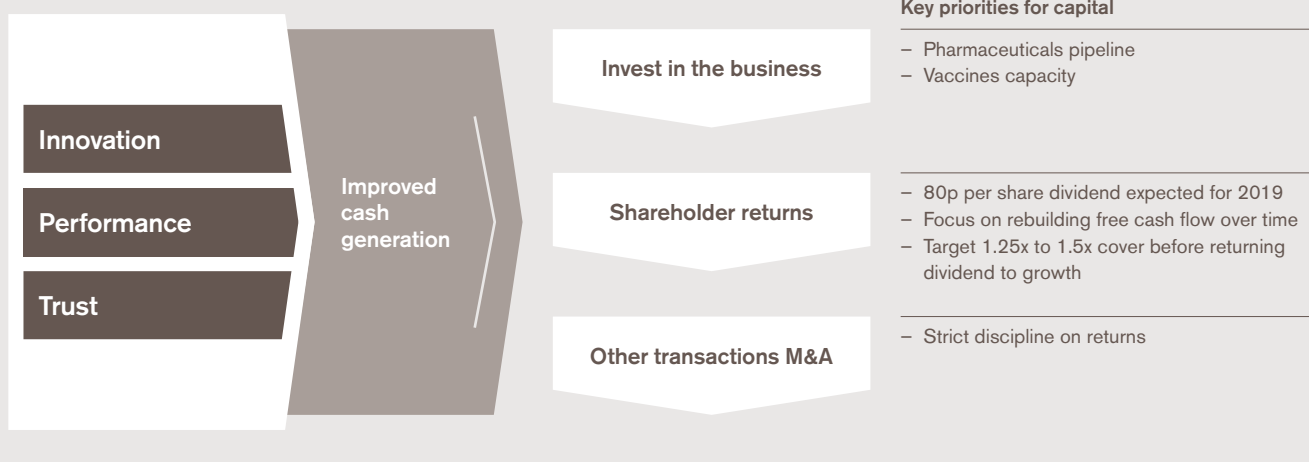 Innovation
Performance
Trust
Improved
cash
generation
Key priorities for capital
Invest in the business
– Pharmaceuticals pipeline
– Vaccines capacity
Shareholder returns
– 80p per share dividend expected for 2019
– Focus on rebuilding free cash flow over time
– Target 1.25x to 1.5x cover before returning
dividend to growth
Other transactions M&A
– Strict discipline on returns